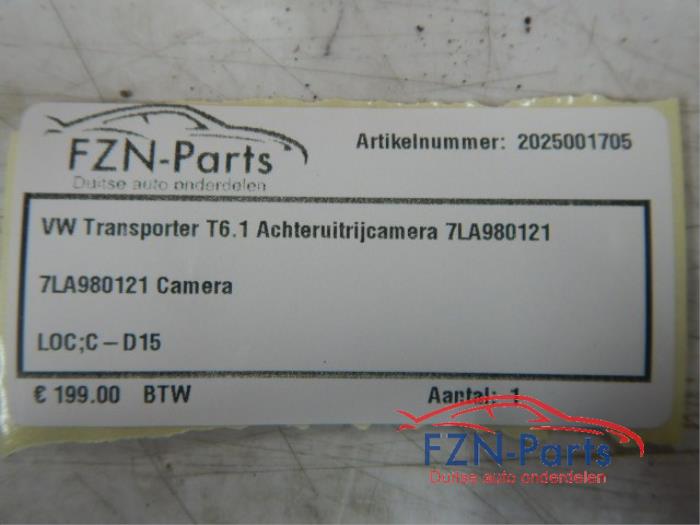 FZN-Parts
Duitse auto onderdelen
Artikelnummer: 2025001705
VW Transporter T6.1 Achteruitrijcamera 7LA980121
7LA980121 Camera
LOC;C-D15
€ 199.00 BTW
Aantal: 1
FZN-Parts
Duitse auto onderdelen